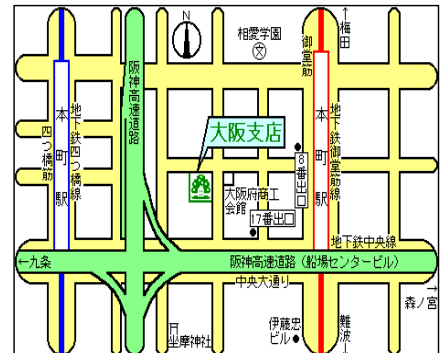 N
相愛学園
文
↑梅田
御堂筋
阪神高速道路
本町駅
地下鉄四つ橋線
四つ橋筋
大阪支店
本町駅
地下鉄御堂筋線
8番出口
大阪府商工
会館
17番出口
地下鉄中央線
←九条
阪神高速道路(船場センタービル)
中央大通り
→
森ノ宮
坐摩神社
伊藤忠
ビル
難波→